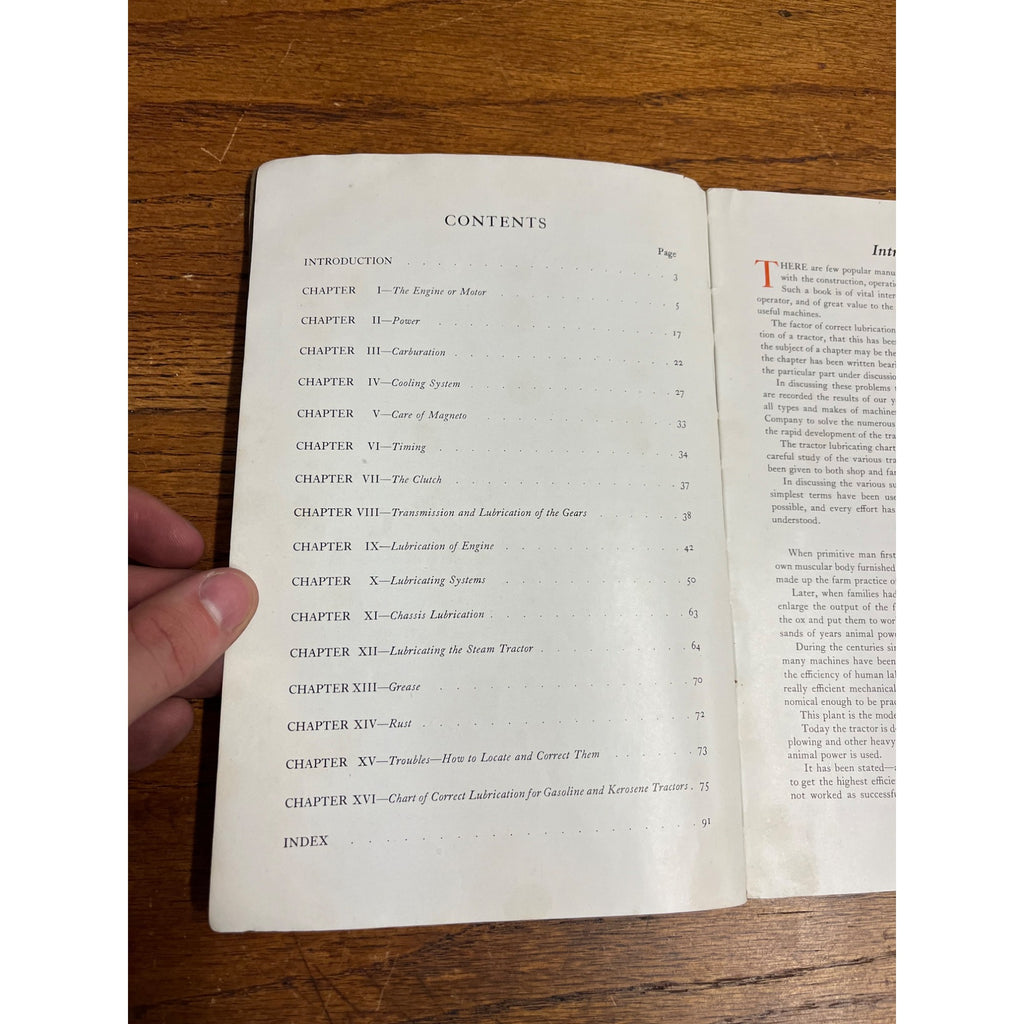 CONTENTS
Page
INTRODUCTION . . . . . . . . . . . . 3
CHAPTER I—The Engine or Motor . . . . . . . . 5
CHAPTER II—Power . . . . . . . . . . 17
CHAPTER III—Carburation . . . . . . . . . 22
CHAPTER IV—Cooling System . . . . . . . . . 27
CHAPTER V—Care of Magneto . . . . . . . . 33
CHAPTER VI—Timing . . . . . . . . . . 34
CHAPTER VII—The Clutch . . . . . . . . . 37
CHAPTER VIII—Transmission and Lubrication of the Gears . . . . . 38
CHAPTER IX—Lubrication of Engine . . . . . . . . 42
CHAPTER X—Lubricating Systems . . . . . . . . 50
CHAPTER XI—Chassis Lubrication . . . . . . . . 63
CHAPTER XII—Lubricating the Steam Tractor . . . . . . 64
CHAPTER XIII—Grease . . . . . . . . . . 70
CHAPTER XIV—Rust . . . . . . . . . . 72
CHAPTER XV—Troubles—How to Locate and Correct Them . . . . 73
CHAPTER XVI—Chart of Correct Lubrication for Gasoline and Kerosene Tractors . 75
INDEX . . . . . . . . . . . . . 91
Intr
THERE are few popular manu
with the construction, operati
Such a book is of vital inter
operator, and of great value to the
useful machines.
The factor of correct lubrication
tion of a tractor, that this has bee
the subject of a chapter may be the
the chapter has been written beari
the particular part under discussio
In discussing these problems
are recorded the results of our y
all types and makes of machine
Company to solve the numerous
the rapid development of the tra
The tractor lubricating chart
careful study of the various tra
been given to both shop and far
In discussing the various su
simplest terms have been use
possible, and every effort has
understood.
When primitive man first
own muscular body furnished
made up the farm practice o
Later, when families had
enlarge the output of the f
the ox and put them to wor
sands of years animal powe
During the centuries sin
many machines have been
the efficiency of human lab
really efficient mechanical
nomical enough to be prac
This plant is the mode
Today the tractor is de
plowing and other heavy
animal power is used.
It has been stated—a
to get the highest efficie
not worked as successfu